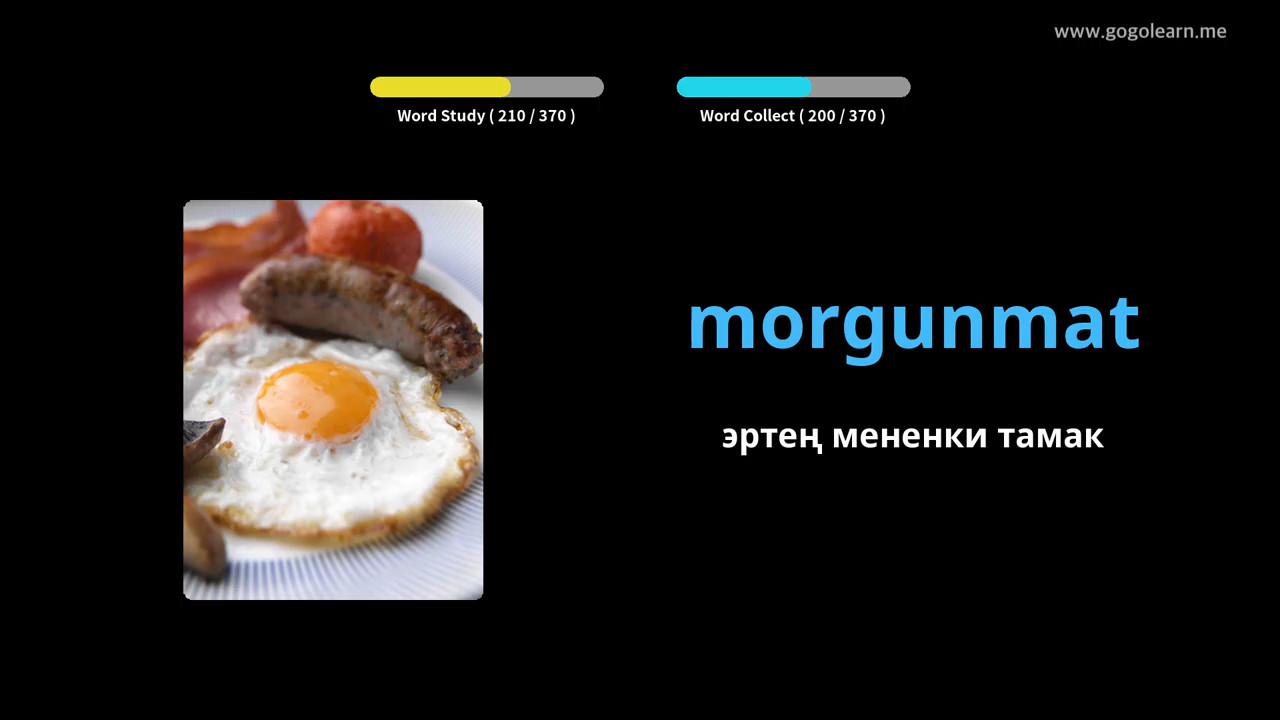 www.gogolearn.me
Word Study ( 210 / 370 )
Word Collect ( 200 / 370 )
morgunmat
эртең мененки тамак